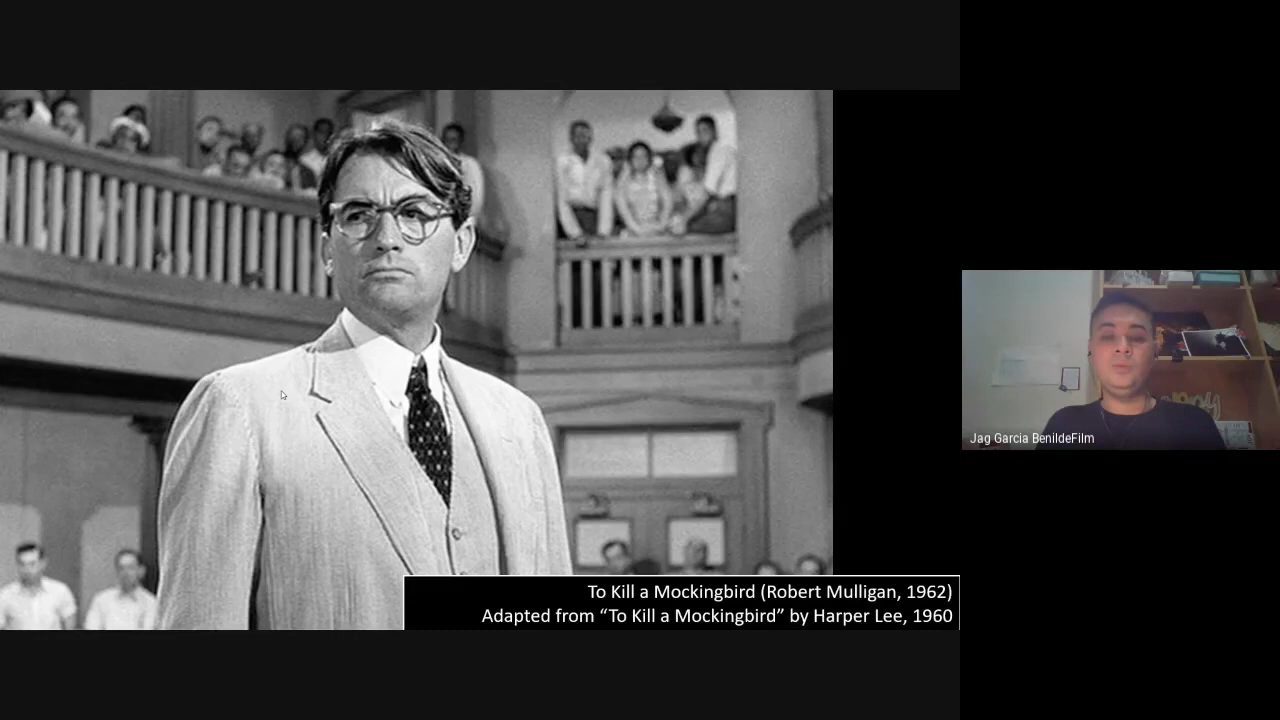 To Kill a Mockingbird (Robert Mulligan, 1962)
Adapted from “To Kill a Mockingbird” by Harper Lee, 1960
Jag Garcia BenildeFilm